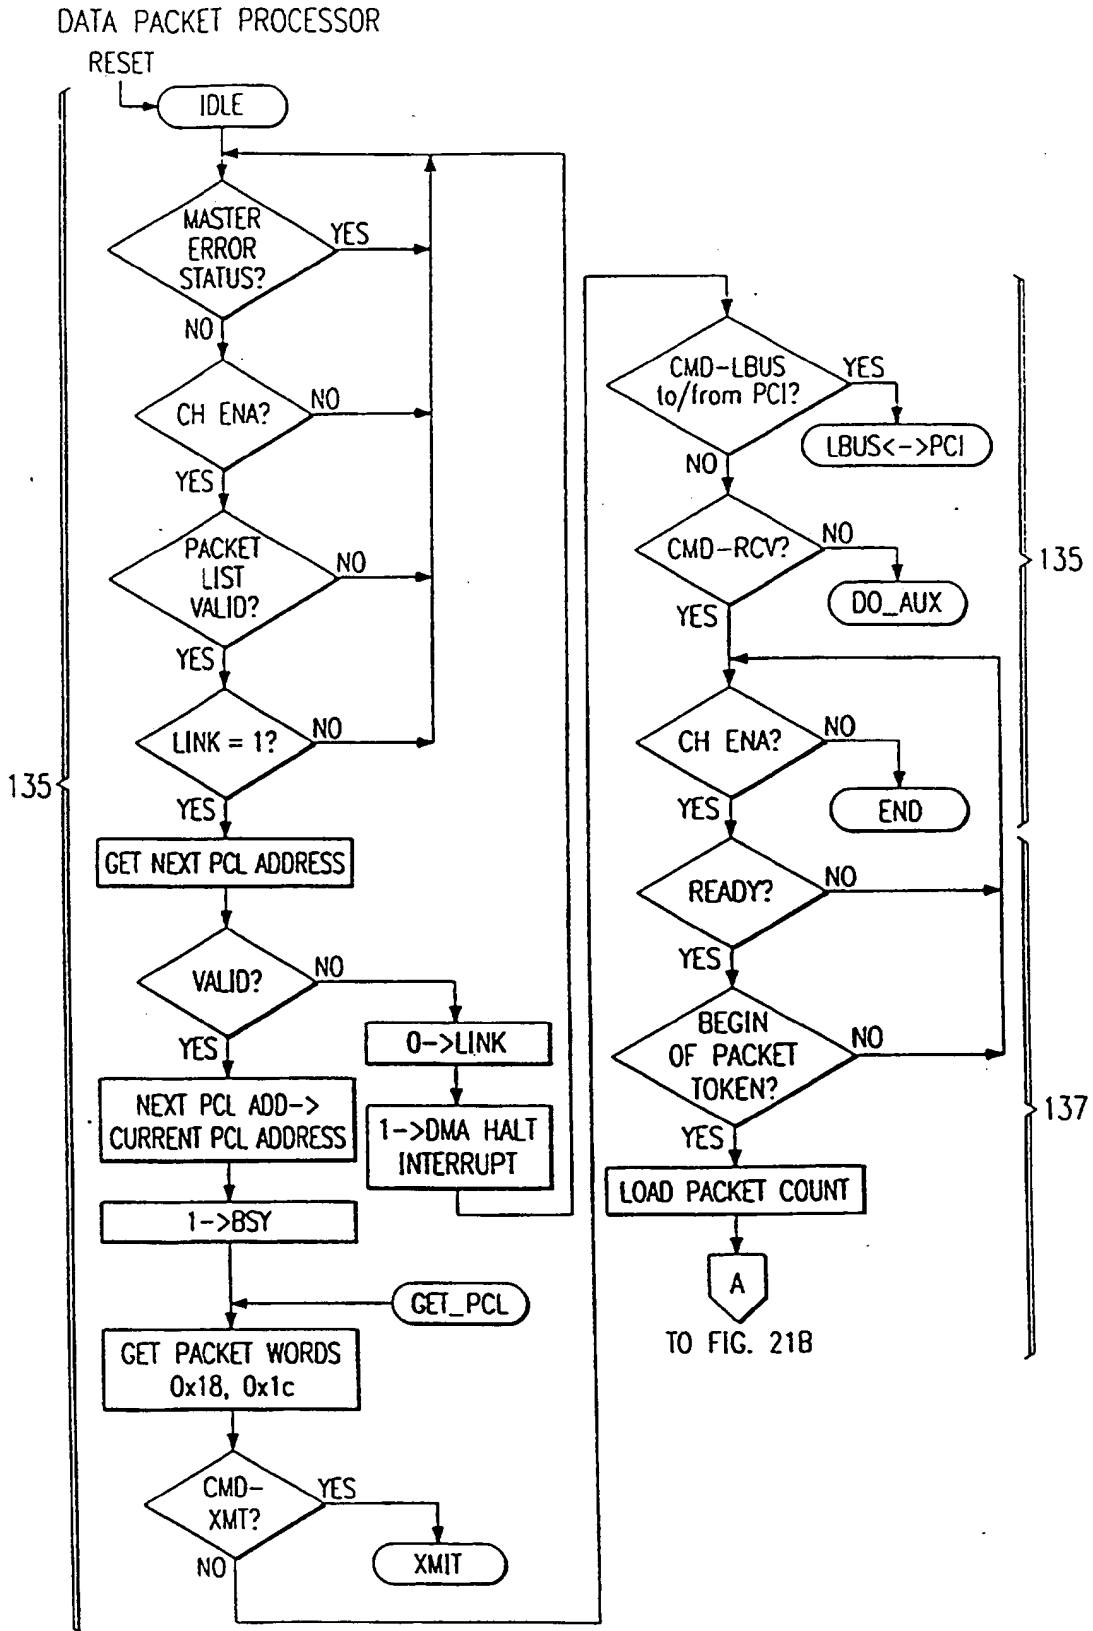 DATA PACKET PROCESSOR
RESET
IDLE
MASTER
ERROR
STATUS?
YES
NO
CH ENA?
NO
YES
PACKET
LIST
VALID?
NO
YES
LINK = 1?
NO
YES
135
GET NEXT PCL ADDRESS
VALID?
NO
YES
0->LINK
1->DMA HALT
INTERRUPT
NEXT PCL ADD->
CURRENT PCL ADDRESS
1->BSY
GET_PCL
GET PACKET WORDS
0x18, 0x1c
CMD-
XMT?
YES
XMIT
NO
CMD-LBUS
to/from PCI?
YES
LBUS<->PCI
NO
CMD-RCV?
NO
DO_AUX
YES
135
CH ENA?
NO
END
YES
READY?
NO
YES
BEGIN
OF PACKET
TOKEN?
NO
YES
137
LOAD PACKET COUNT
A
TO FIG. 21B